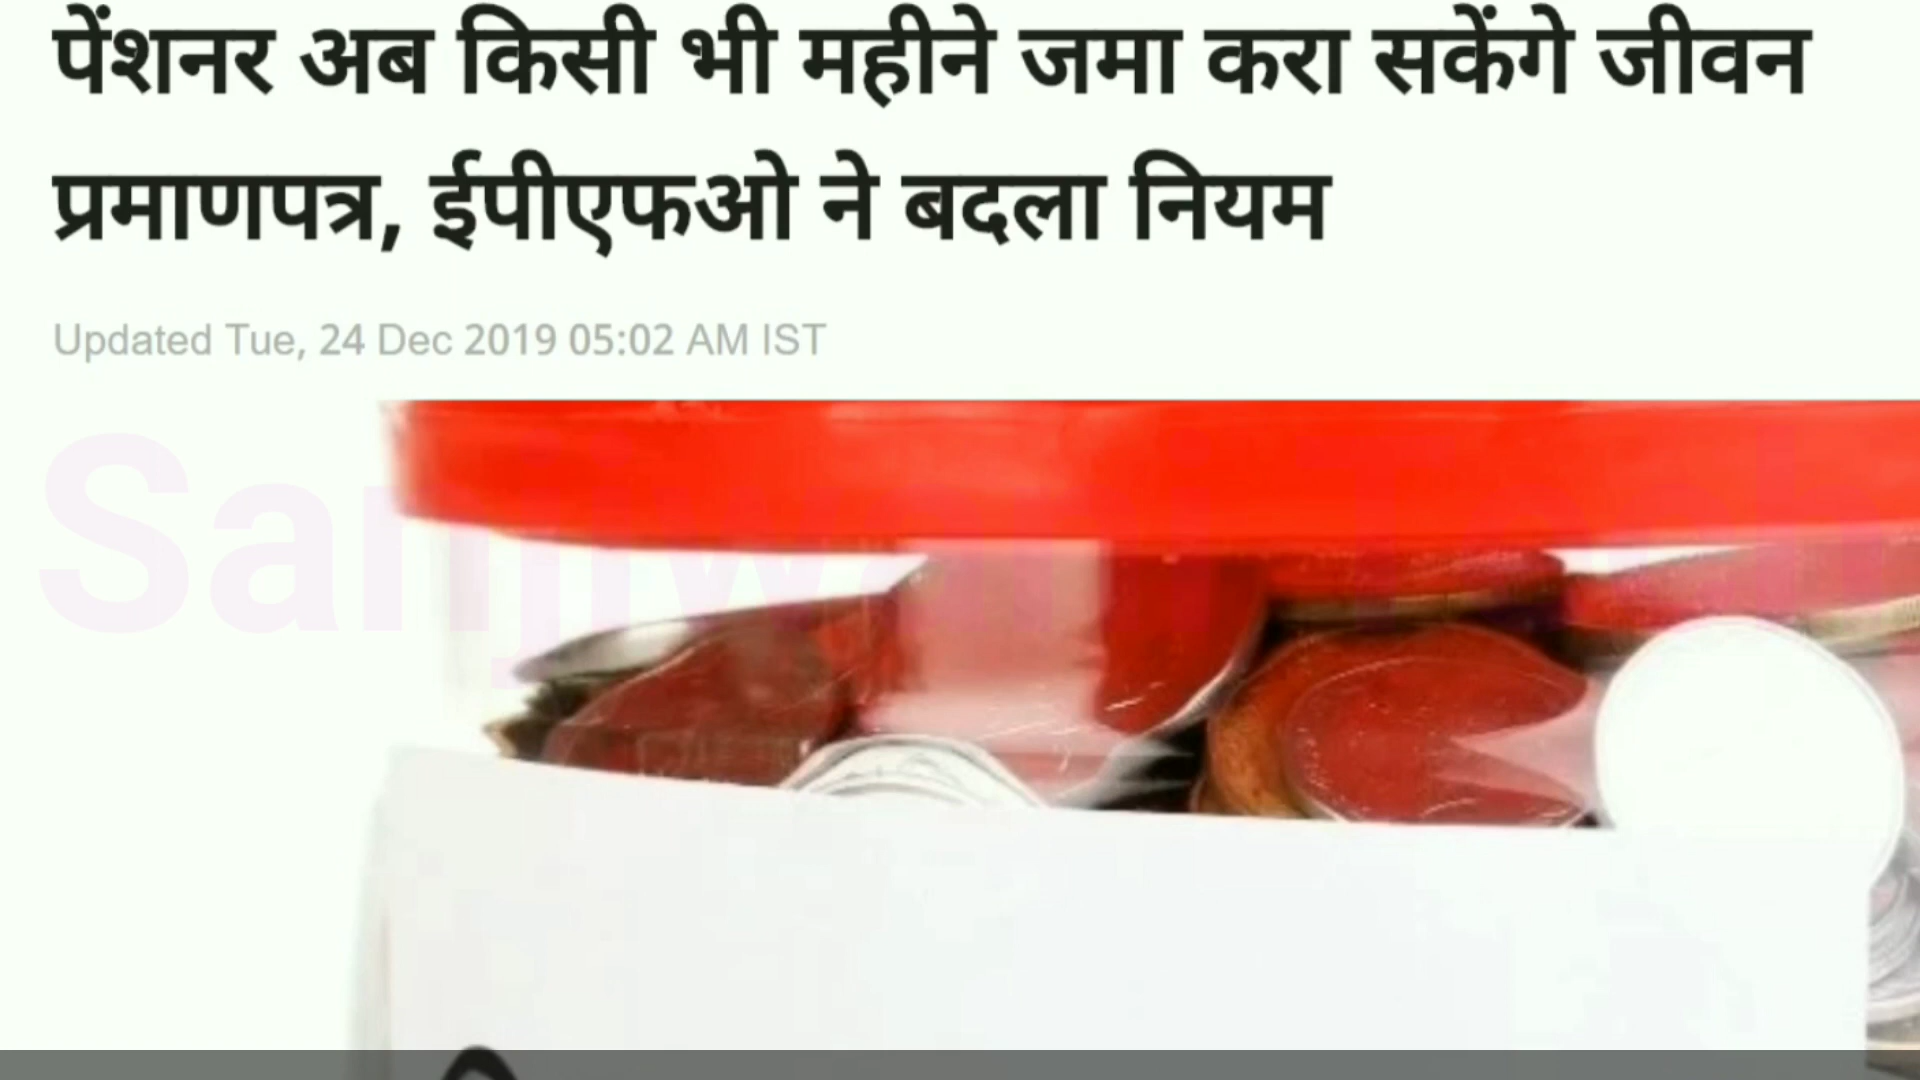 पेंशनर अब किसी भी महीने जमा करा सकेंगे जीवन
प्रमाणपत्र, ईपीएफओ ने बदला नियम
Updated Tue, 24 Dec 2019 05:02 AM IST